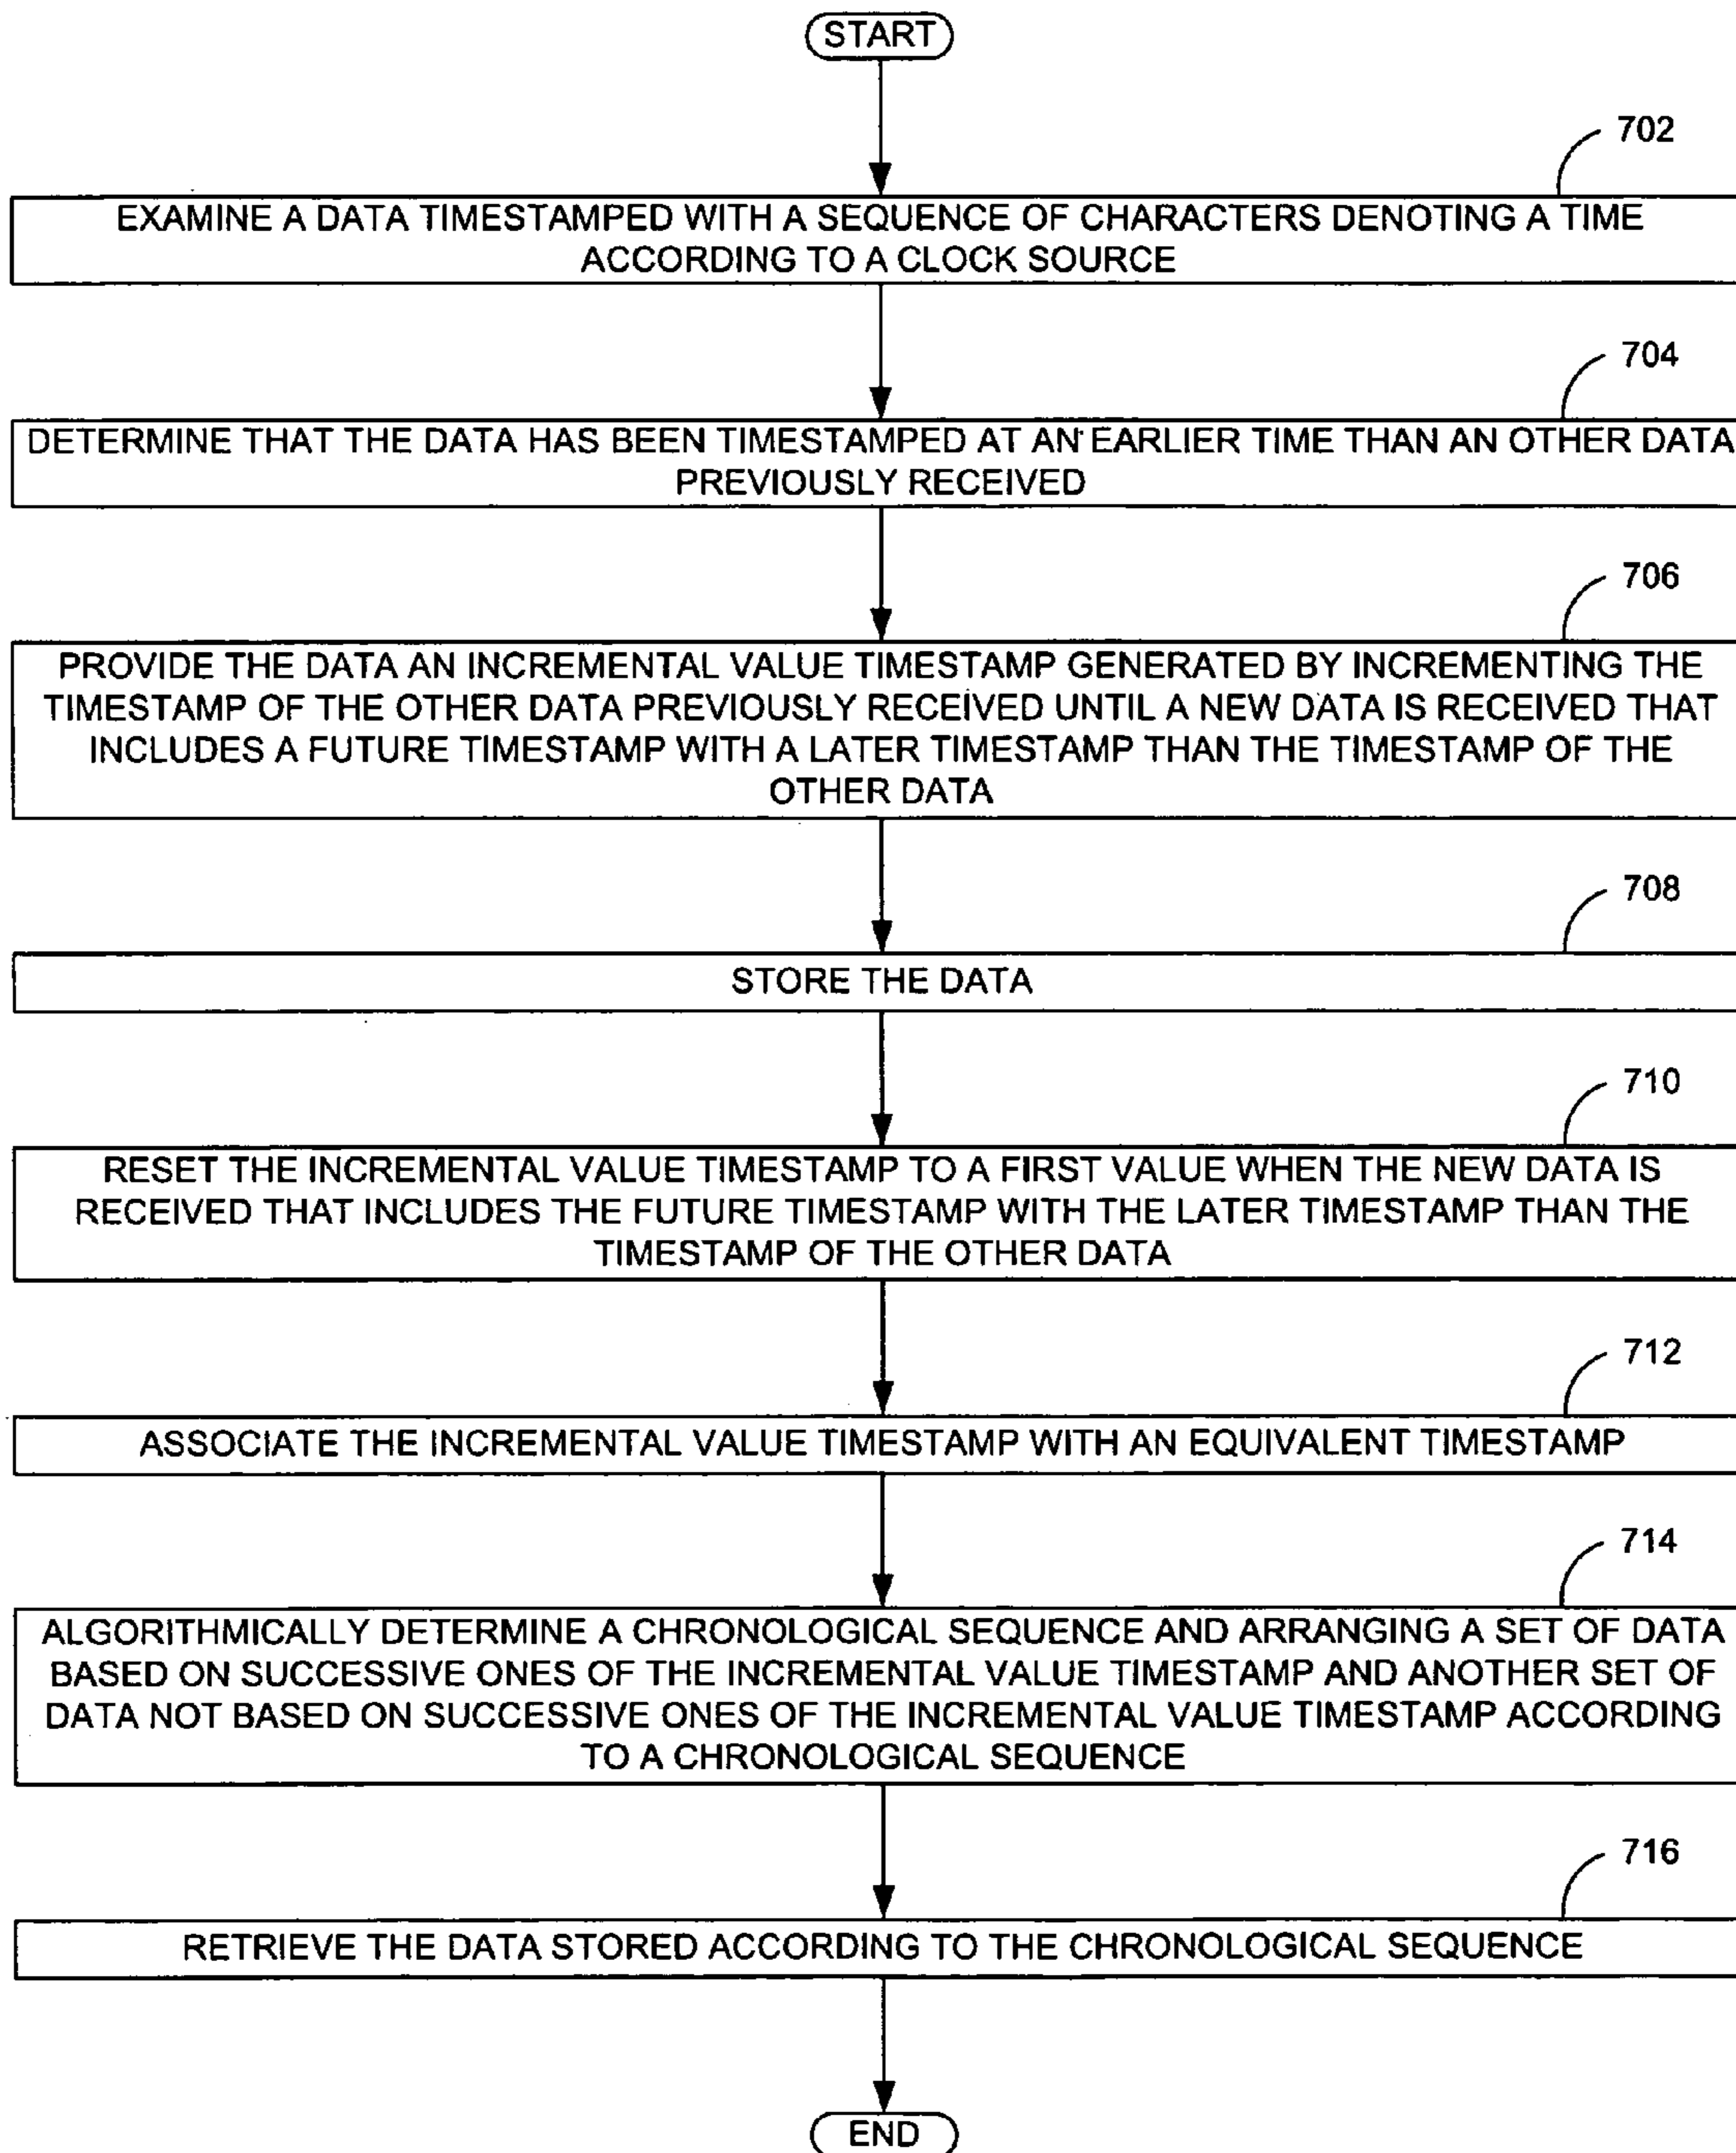 START
702
EXAMINE A DATA TIMESTAMPED WITH A SEQUENCE OF CHARACTERS DENOTING A TIME
ACCORDING TO A CLOCK SOURCE
704
DETERMINE THAT THE DATA HAS BEEN TIMESTAMPED AT AN EARLIER TIME THAN AN OTHER DATA
PREVIOUSLY RECEIVED
706
PROVIDE THE DATA AN INCREMENTAL VALUE TIMESTAMP GENERATED BY INCREMENTING THE
TIMESTAMP OF THE OTHER DATA PREVIOUSLY RECEIVED UNTIL A NEW DATA IS RECEIVED THAT
INCLUDES A FUTURE TIMESTAMP WITH A LATER TIMESTAMP THAN THE TIMESTAMP OF THE
OTHER DATA
708
STORE THE DATA
710
RESET THE INCREMENTAL VALUE TIMESTAMP TO A FIRST VALUE WHEN THE NEW DATA IS
RECEIVED THAT INCLUDES THE FUTURE TIMESTAMP WITH THE LATER TIMESTAMP THAN THE
TIMESTAMP OF THE OTHER DATA
712
ASSOCIATE THE INCREMENTAL VALUE TIMESTAMP WITH AN EQUIVALENT TIMESTAMP
714
ALGORITHMICALLY DETERMINE A CHRONOLOGICAL SEQUENCE AND ARRANGING A SET OF DATA
BASED ON SUCCESSIVE ONES OF THE INCREMENTAL VALUE TIMESTAMP AND ANOTHER SET OF
DATA NOT BASED ON SUCCESSIVE ONES OF THE INCREMENTAL VALUE TIMESTAMP ACCORDING
TO A CHRONOLOGICAL SEQUENCE
716
RETRIEVE THE DATA STORED ACCORDING TO THE CHRONOLOGICAL SEQUENCE
END